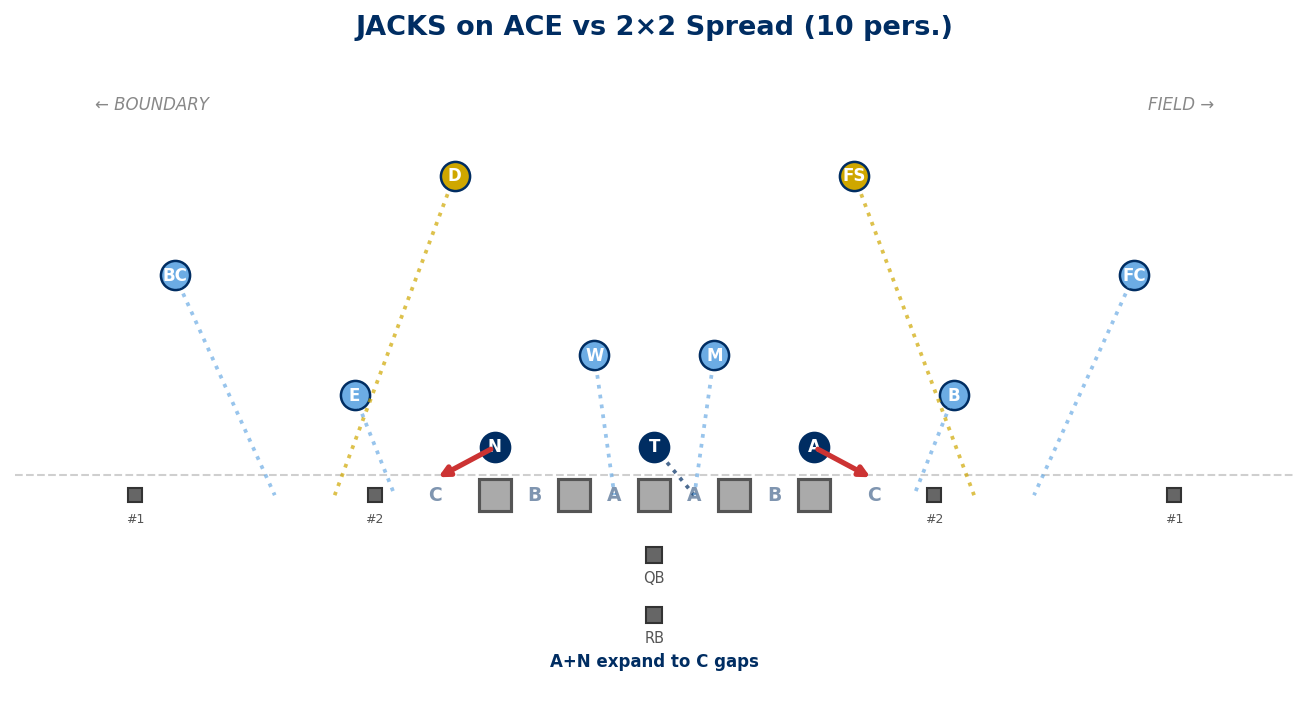 JACKS on ACE vs 2×2 Spread (10 pers.)
← BOUNDARY FIELD →
D FS
BC FC
W M
E B
N T A
C B A A B C
#1 #2 #2 #1
QB
RB
A+N expand to C gaps